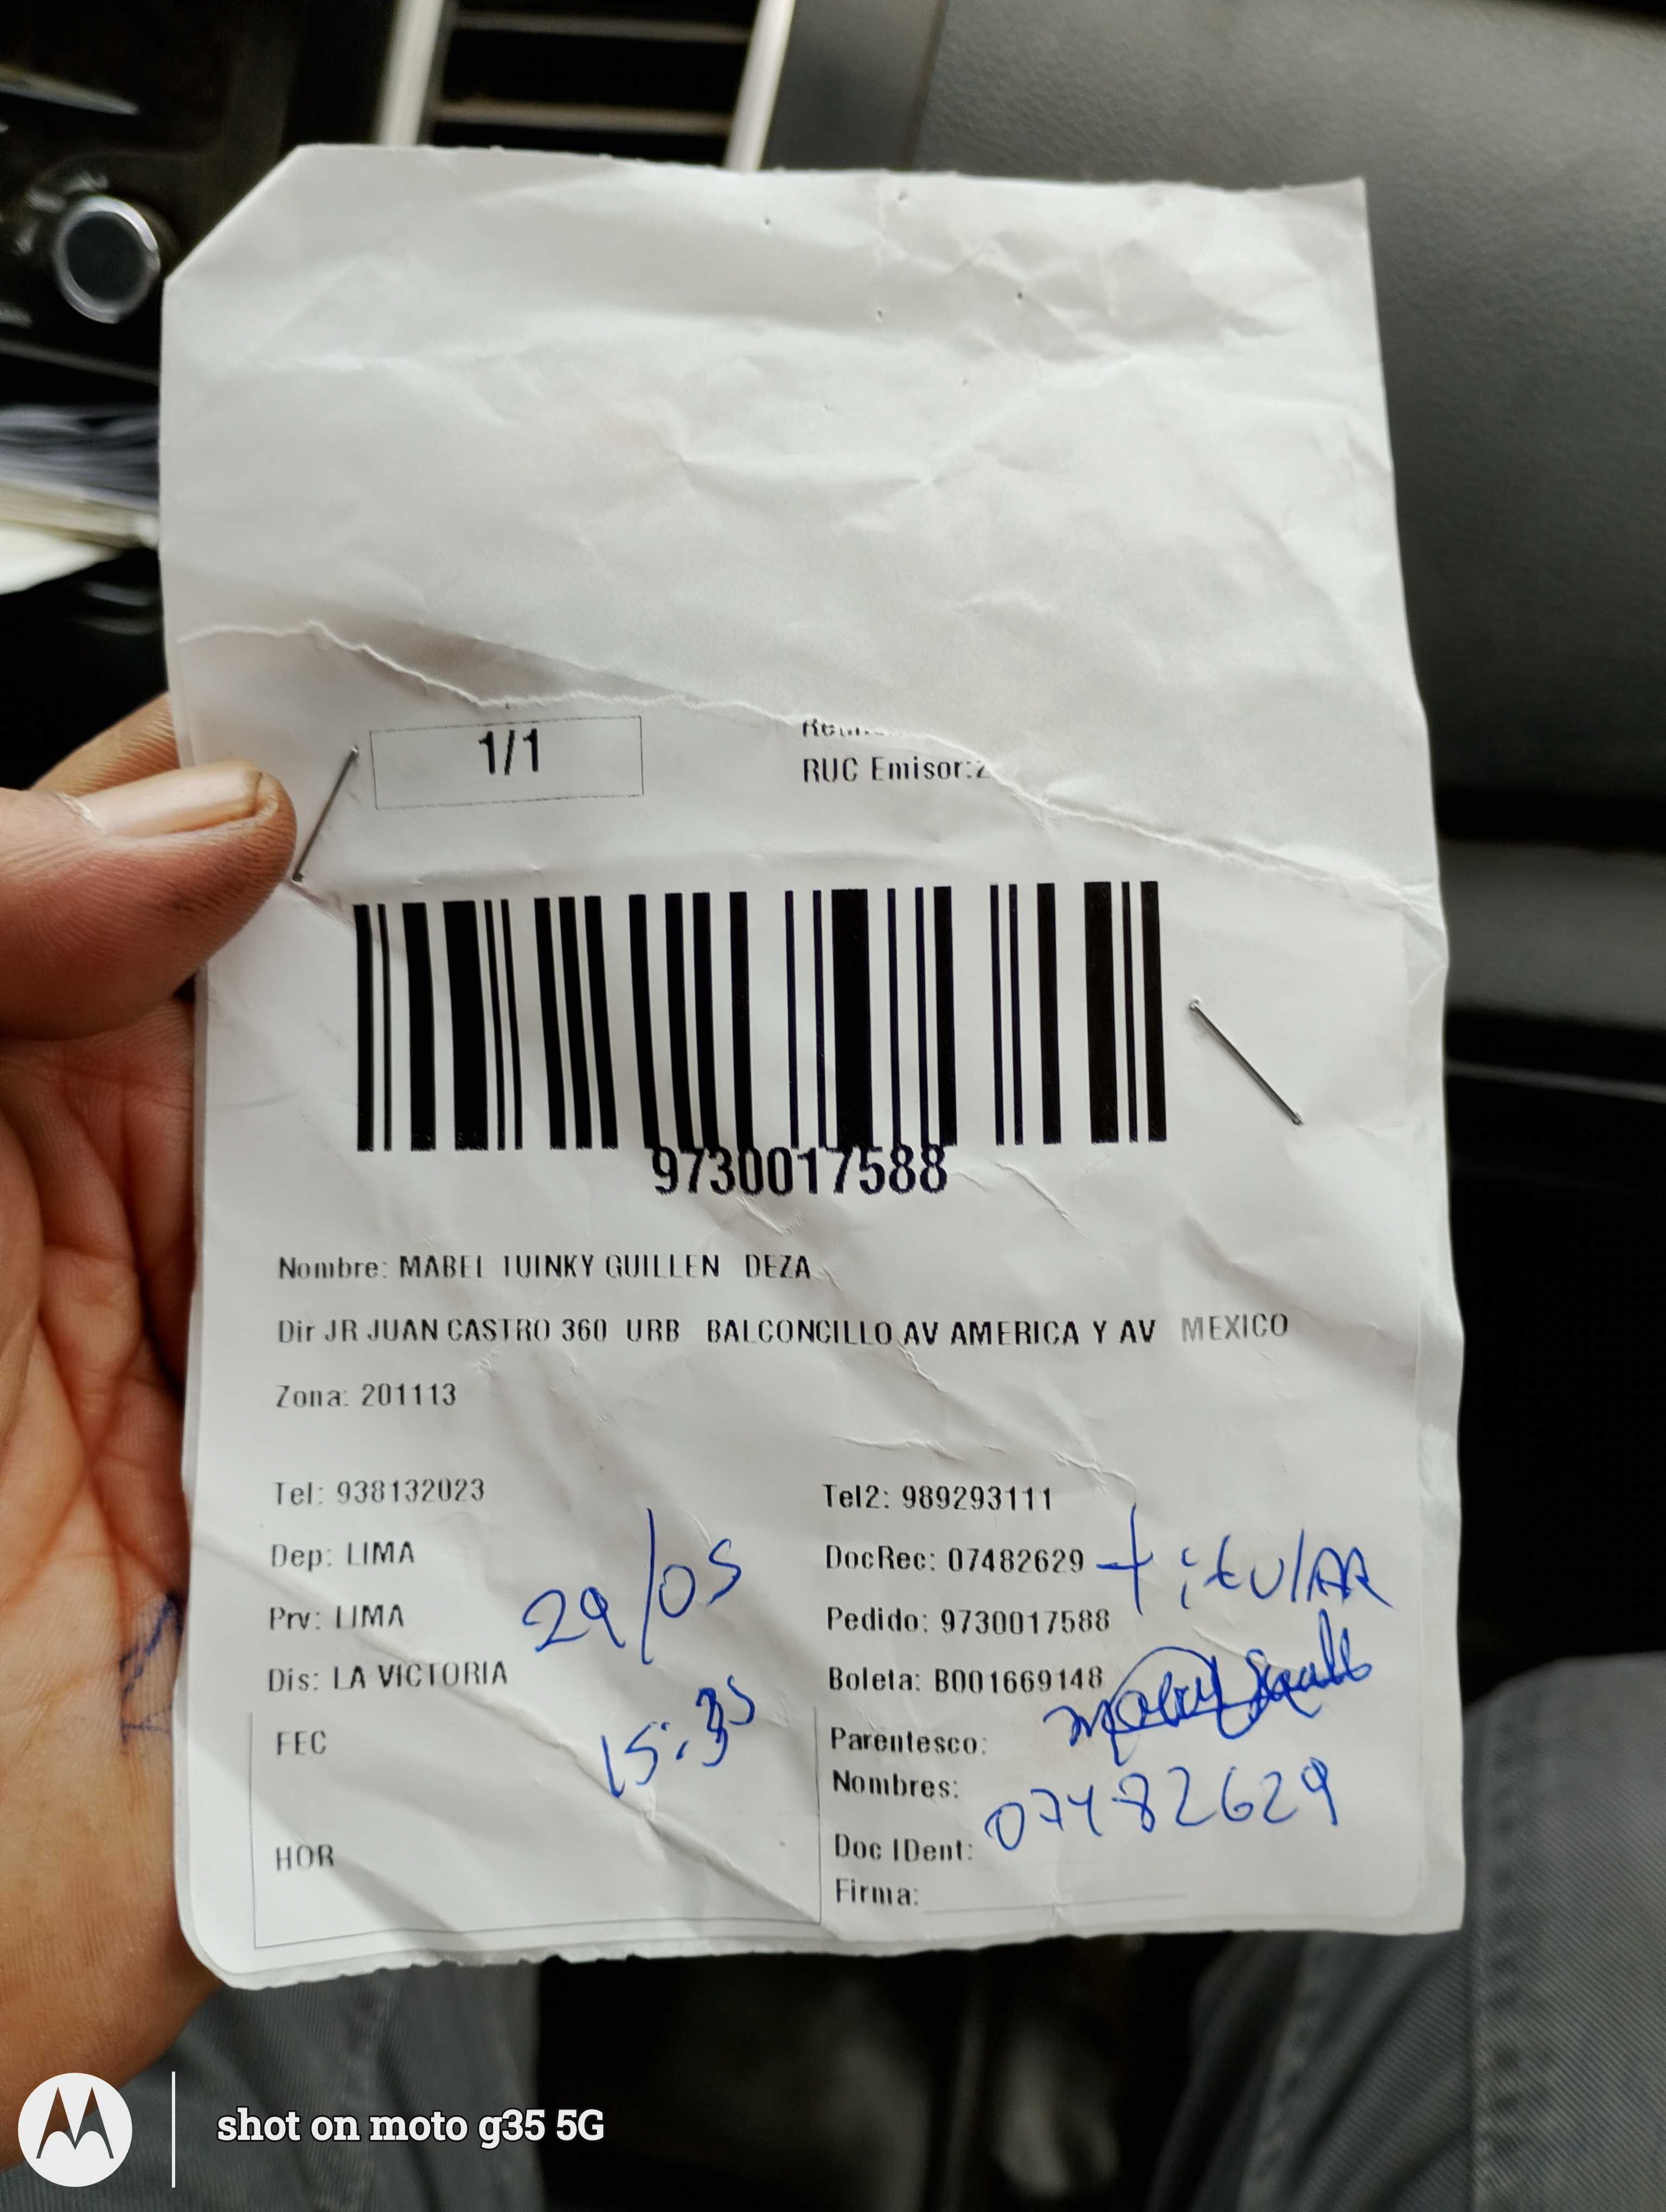 1/1
RUC Emisor:2
9730017588
Nombre: MABEL TUINKY GUILLEN DEZA
Dir JR JUAN CASTRO 360 URB BALCONCILLO AV AMERICA Y AV MEXICO
Zona: 201113
Tel: 938132023 Tel2: 989293111
Dep: LIMA DocRec: 07482629 titular
Prv: LIMA 29/05 Pedido: 9730017588
Dis: LA VICTORIA Boleta: B001669148
FEC 15:35 Parentesco:
Nombres:
07482629
HOR Doc IDent:
Firma:
shot on moto g35 5G